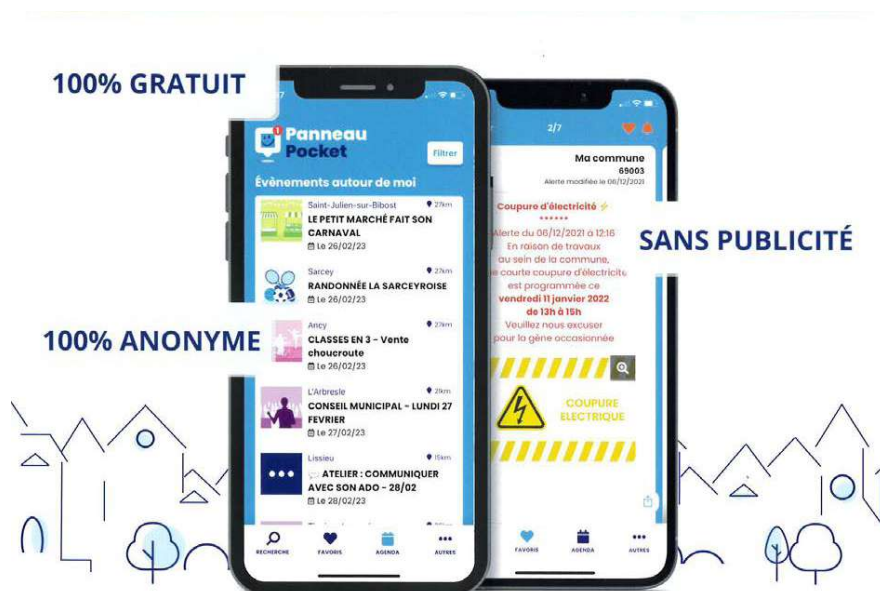 100% GRATUIT
Panneau
Pocket
1
Filtrer
Évènements autour de moi
Saint-Julien-sur-Bibost 27km
LE PETIT MARCHÉ FAIT SON
CARNAVAL
Le 26/02/23
Sarcey 27km
RANDONNÉE LA SARCEYROISE
Le 26/02/23
100% ANONYME
Ancy 27km
CLASSES EN 3 - Vente
choucroute
Le 26/02/23
L'Arbresle 21km
CONSEIL MUNICIPAL - LUNDI 27
FEVRIER
Le 27/02/23
Lissieu 15km
ATELIER : COMMUNIQUER
AVEC SON ADO - 28/02
Le 28/02/23
RECHERCHE
FAVORIS
AGENDA
AUTRES
2/7
Ma commune
69003
Alerte modifiée le 06/12/2021
Coupure d'électricité
******
Alerte du 06/12/2021 à 12:16
En raison de travaux
au sein de la commune,
courte coupure d'électricité
est programmée ce
vendredi 11 janvier 2022
de 13h à 15h
Veuillez nous excuser
pour la gêne occasionnée
COUPURE
ELECTRIQUE
FAVORIS
AGENDA
AUTRES
SANS PUBLICITÉ